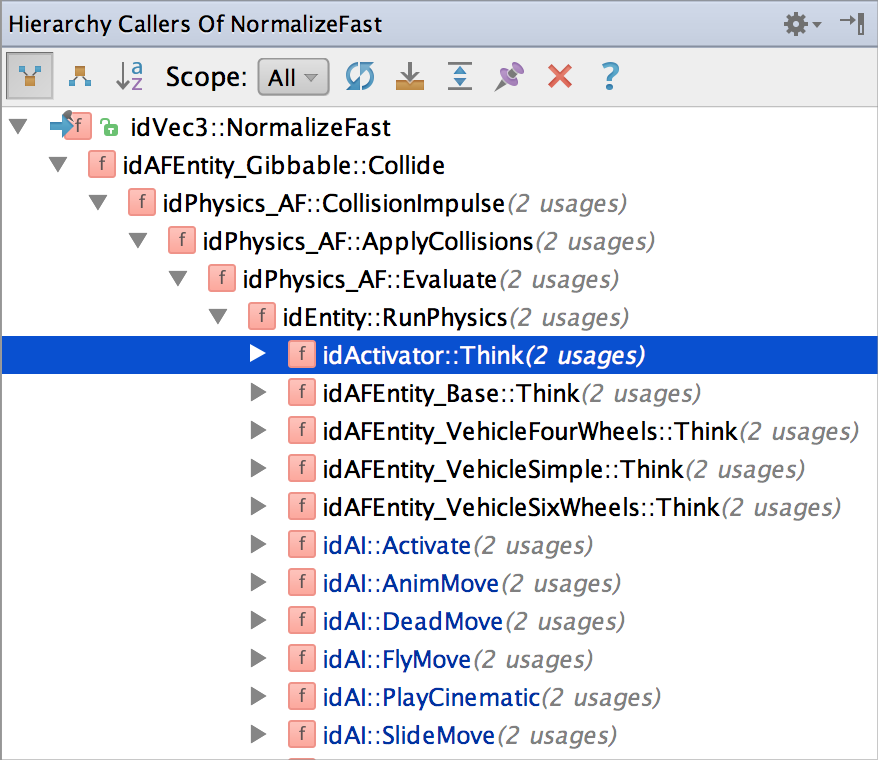 Hierarchy Callers Of NormalizeFast
a
z
Scope: All ?
f idVec3::NormalizeFast
f idAFEntity_Gibbable::Collide
f idPhysics_AF::CollisionImpulse(2 usages)
f idPhysics_AF::ApplyCollisions(2 usages)
f idPhysics_AF::Evaluate(2 usages)
f idEntity::RunPhysics(2 usages)
f idActivator::Think(2 usages)
f idAFEntity_Base::Think(2 usages)
f idAFEntity_VehicleFourWheels::Think(2 usages)
f idAFEntity_VehicleSimple::Think(2 usages)
f idAFEntity_VehicleSixWheels::Think(2 usages)
f idAI::Activate(2 usages)
f idAI::AnimMove(2 usages)
f idAI::DeadMove(2 usages)
f idAI::FlyMove(2 usages)
f idAI::PlayCinematic(2 usages)
f idAI::SlideMove(2 usages)